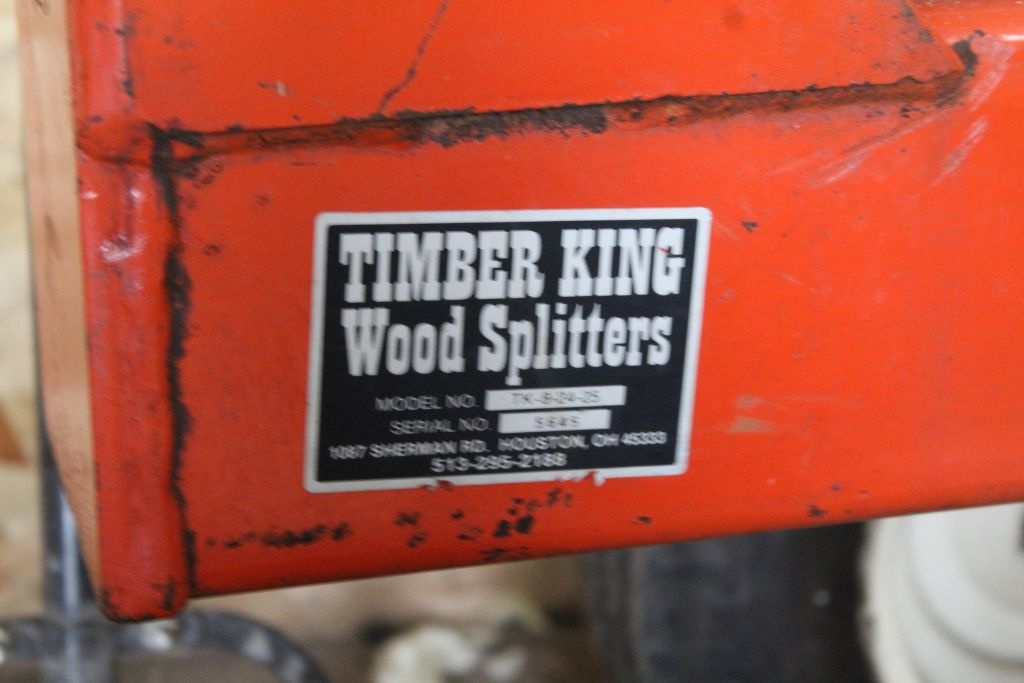 TIMBER KING
Wood Splitters
MODEL NO. TK-8-24-25
SERIAL NO. 5645
1087 SHERMAN RD. HOUSTON, OH 45333
513-295-2188